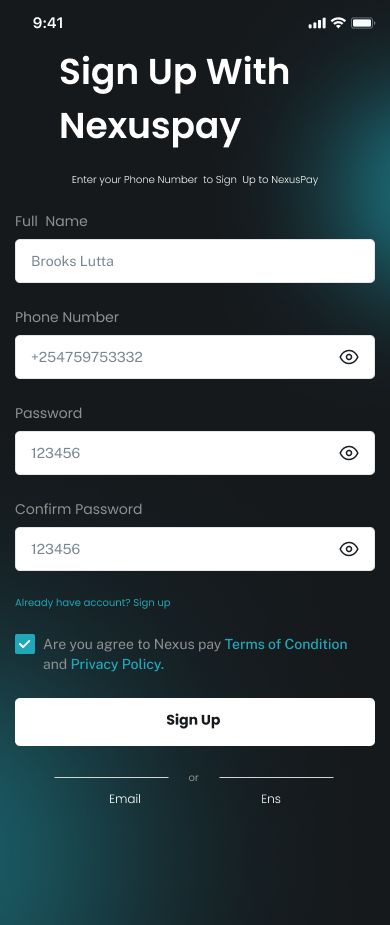 9:41
Sign Up With
Nexuspay
Enter your Phone Number to Sign Up to NexusPay
Full Name
Brooks Lutta
Phone Number
+254759753332
Password
123456
Confirm Password
123456
Already have account? Sign up
Are you agree to Nexus pay Terms of Condition
and Privacy Policy.
Sign Up
or
Email Ens